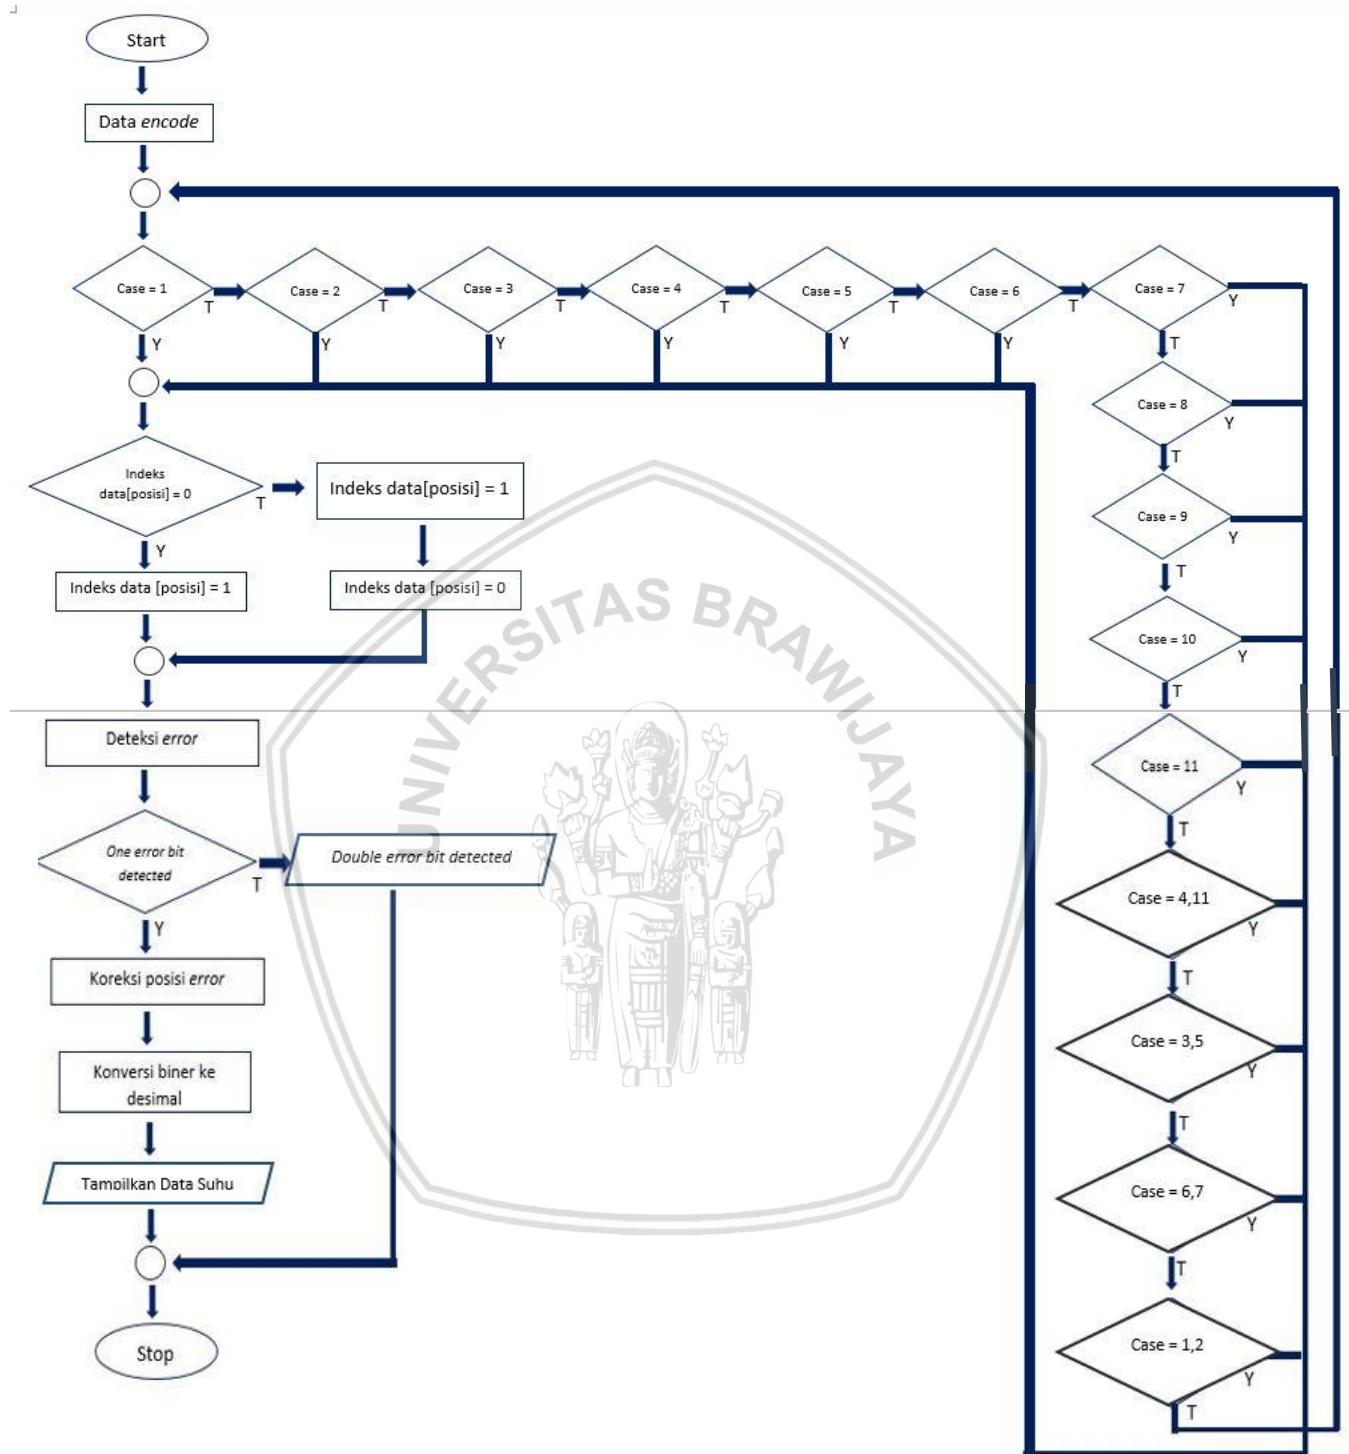 Start
Data encode
Case = 1
T
Case = 2
T
Case = 3
T
Case = 4
T
Case = 5
T
Case = 6
T
Case = 7
Y
Y
Y
Y
Y
Y
Y
T
Case = 8
Y
T
Case = 9
Y
T
Case = 10
Y
T
Case = 11
Y
T
Case = 4,11
Y
T
Case = 3,5
Y
T
Case = 6,7
Y
T
Case = 1,2
Y
T
Indeks
data[posisi] = 0
T
Indeks data[posisi] = 1
Y
Indeks data [posisi] = 1
Indeks data [posisi] = 0
Deteksi error
One error bit
detected
T
Double error bit detected
Y
Koreksi posisi error
Konversi biner ke
desimal
Tampilkan Data Suhu
Stop
UNIVERSITAS BRAWIJAYA